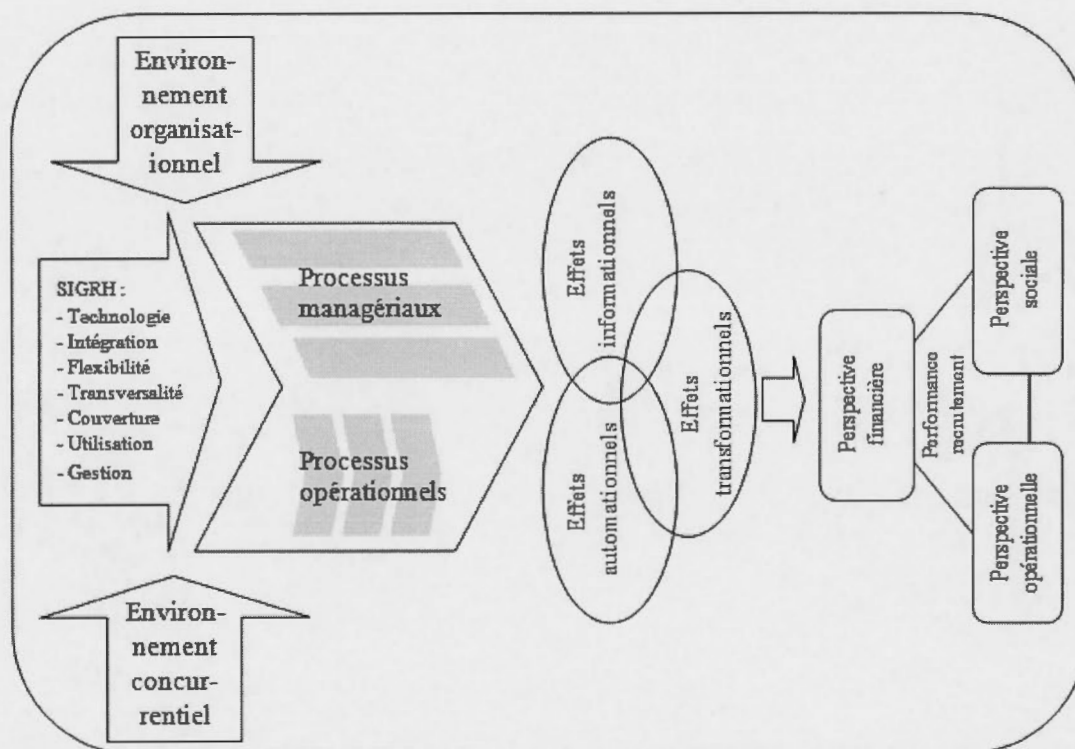 Environ-
nement
organisat-
ionnel
SIGRH :
- Technologie
- Intégration
- Flexibilité
- Transversalité
- Couverture
- Utilisation
- Gestion
Environ-
nement
concur-
rentiel
Processus
managériaux
Processus
opérationnels
Effets
informationnels
Effets
automationnels
Effets
transformationnels
Perspective
financière
Performance
recrutement
Perspective
sociale
Perspective
opérationnelle